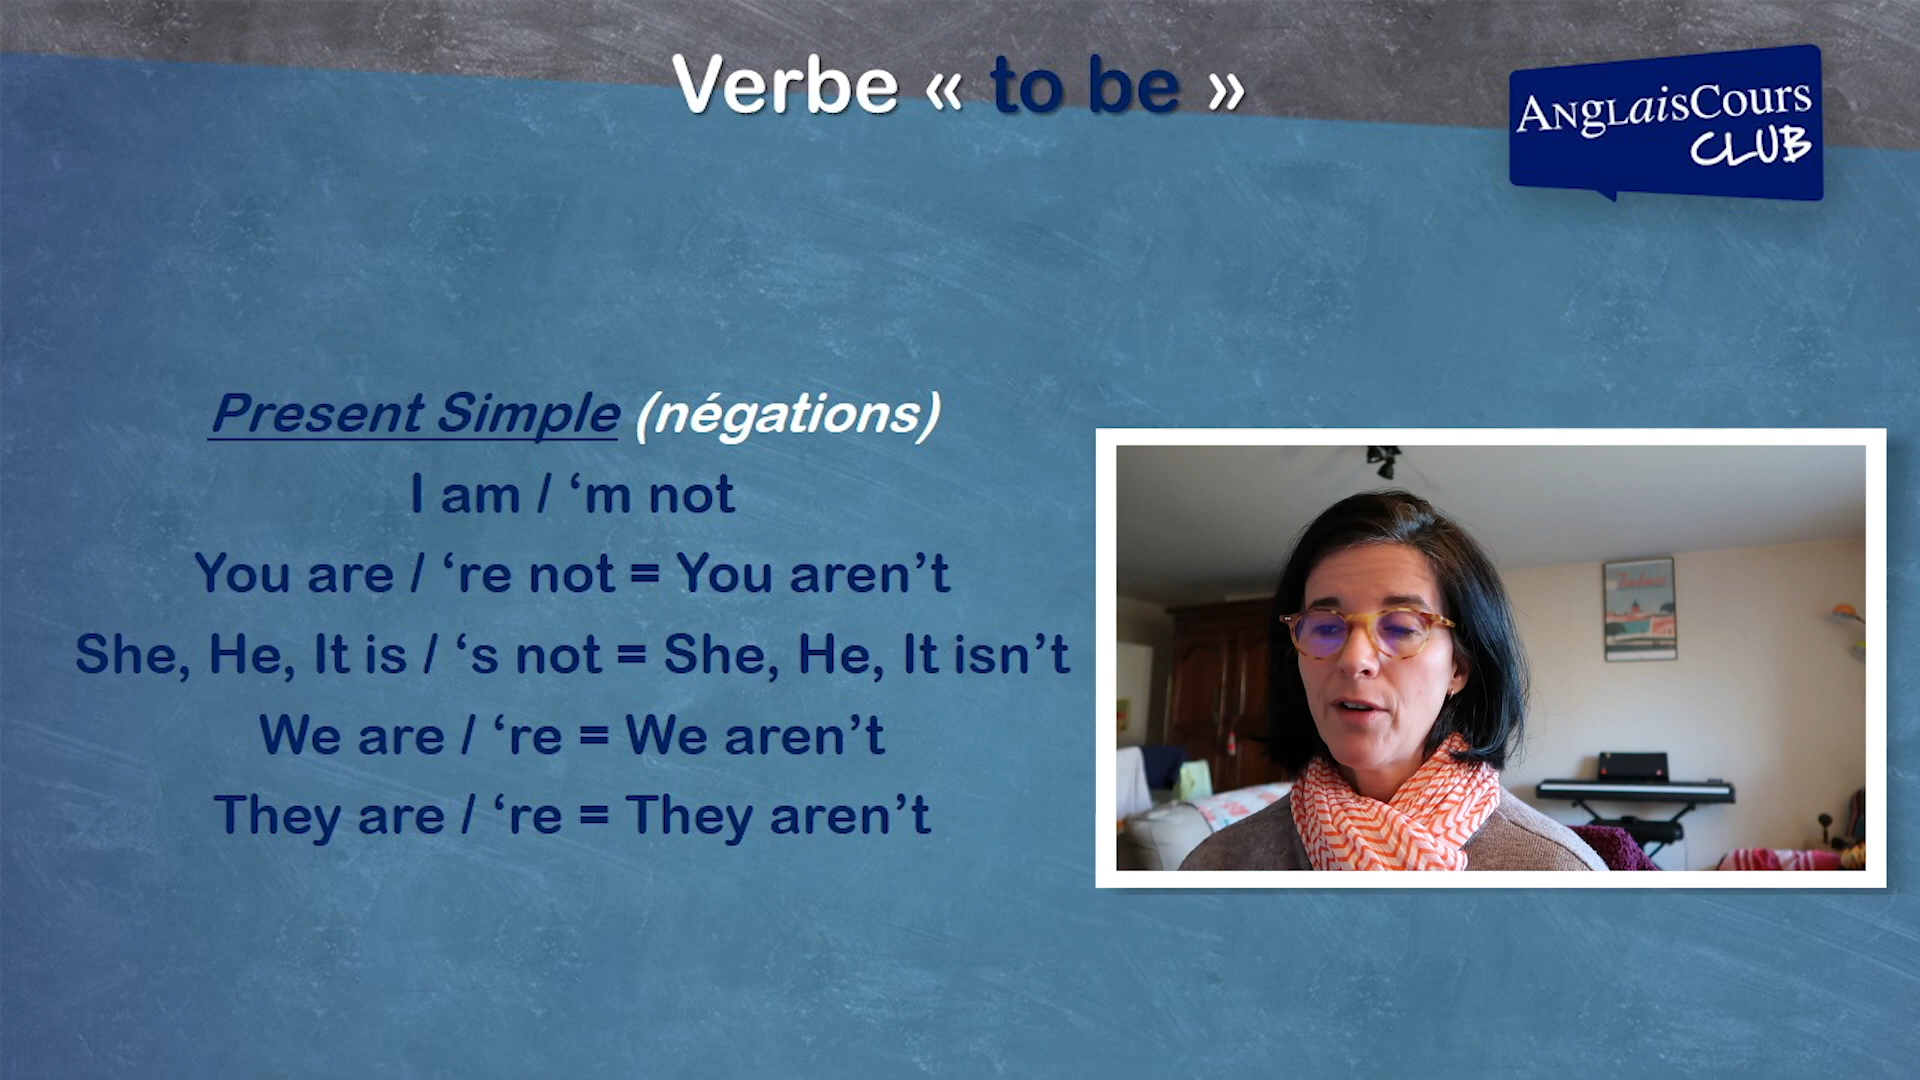 Verbe « to be »
ANgLaisCours
CLUB
Present Simple (négations)
I am / ‘m not
You are / ‘re not = You aren’t
She, He, It is / ‘s not = She, He, It isn’t
We are / ‘re = We aren’t
They are / ‘re = They aren’t